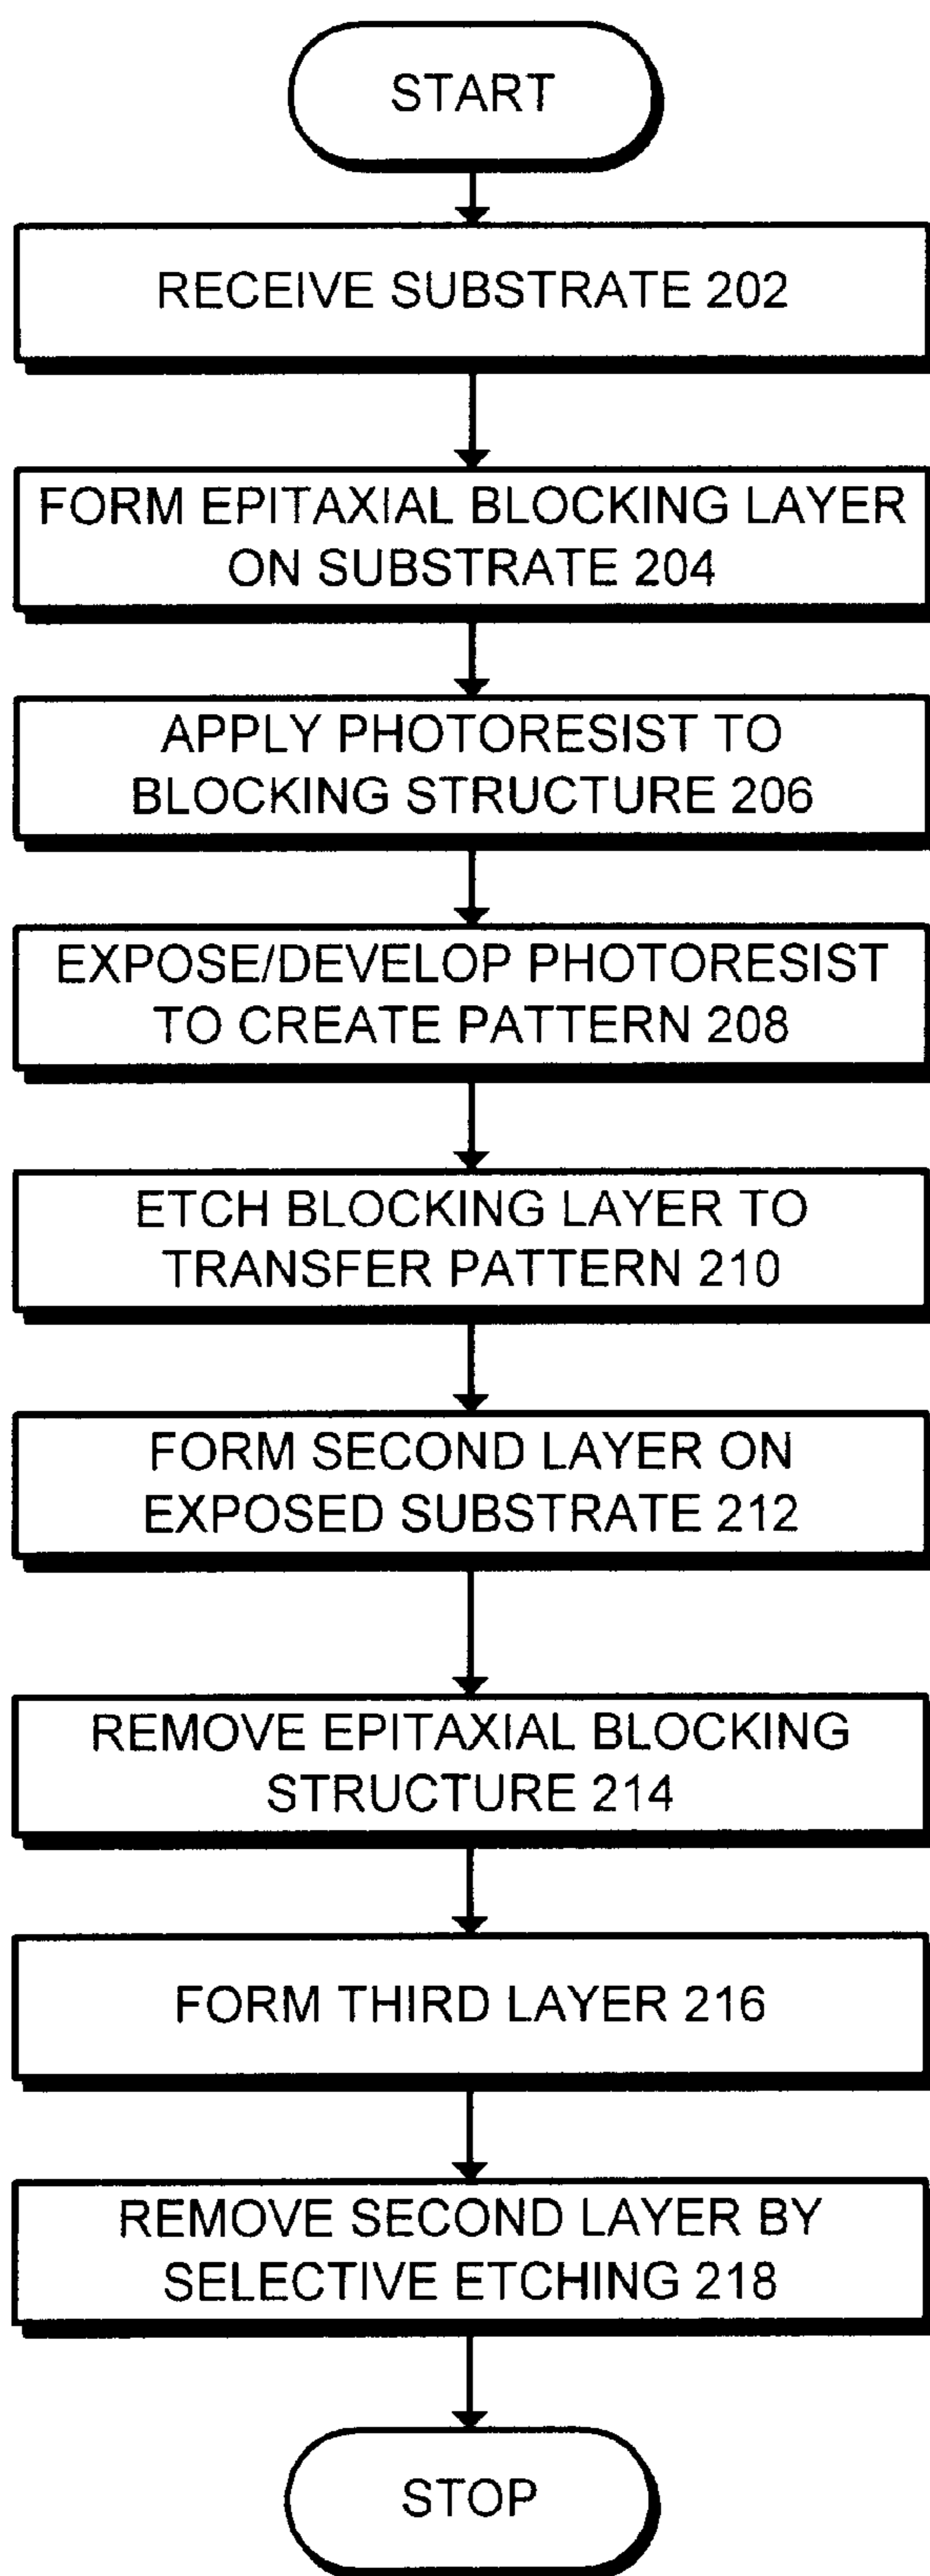 START
RECEIVE SUBSTRATE 202
FORM EPITAXIAL BLOCKING LAYER
ON SUBSTRATE 204
APPLY PHOTORESIST TO
BLOCKING STRUCTURE 206
EXPOSE/DEVELOP PHOTORESIST
TO CREATE PATTERN 208
ETCH BLOCKING LAYER TO
TRANSFER PATTERN 210
FORM SECOND LAYER ON
EXPOSED SUBSTRATE 212
REMOVE EPITAXIAL BLOCKING
STRUCTURE 214
FORM THIRD LAYER 216
REMOVE SECOND LAYER BY
SELECTIVE ETCHING 218
STOP